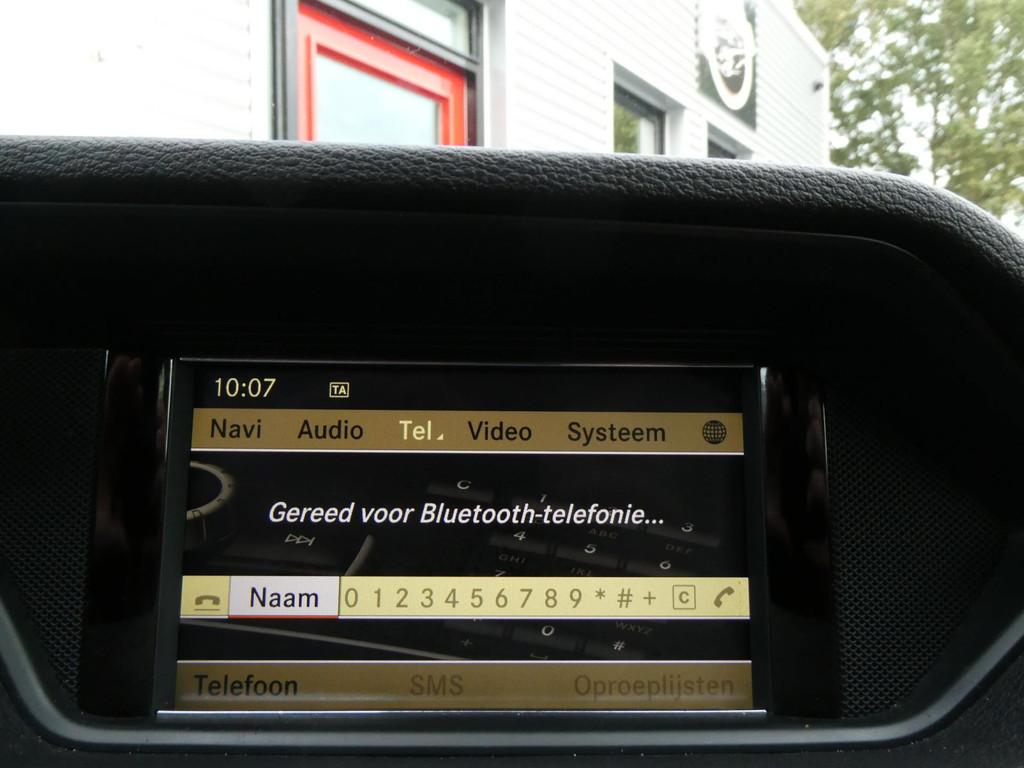 10:07 TA
Navi Audio Tel Video Systeem
Gereed voor Bluetooth-telefonie...
Naam 0 1 2 3 4 5 6 7 8 9 * # + C
Telefoon SMS Oproeplijsten